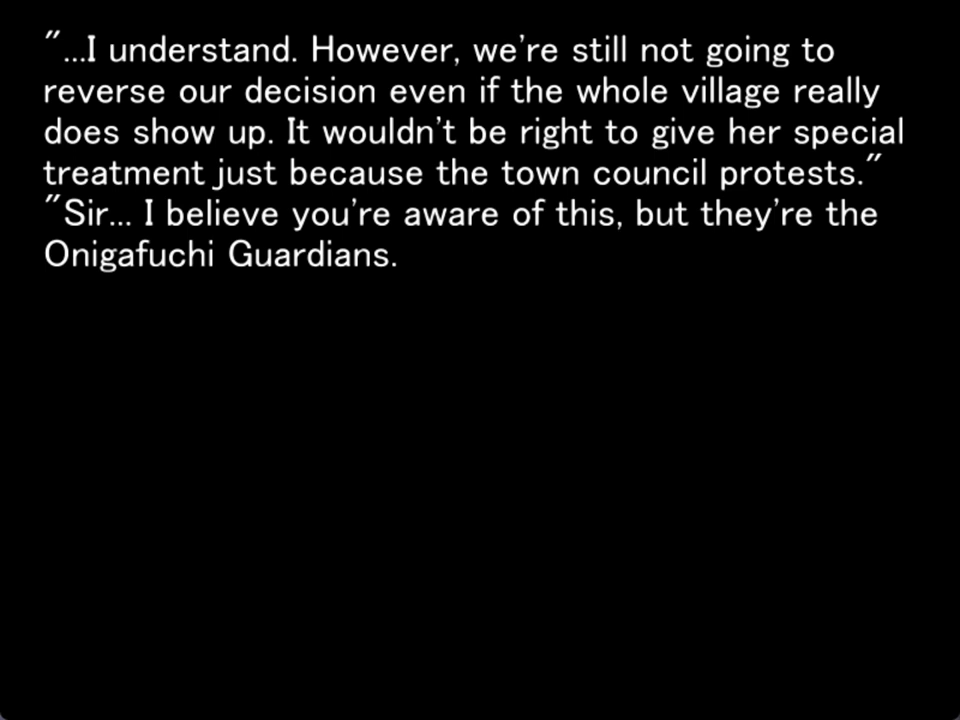 "...I understand. However, we're still not going to
reverse our decision even if the whole village really
does show up. It wouldn't be right to give her special
treatment just because the town council protests."
"Sir... I believe you're aware of this, but they're the
Onigafuchi Guardians.